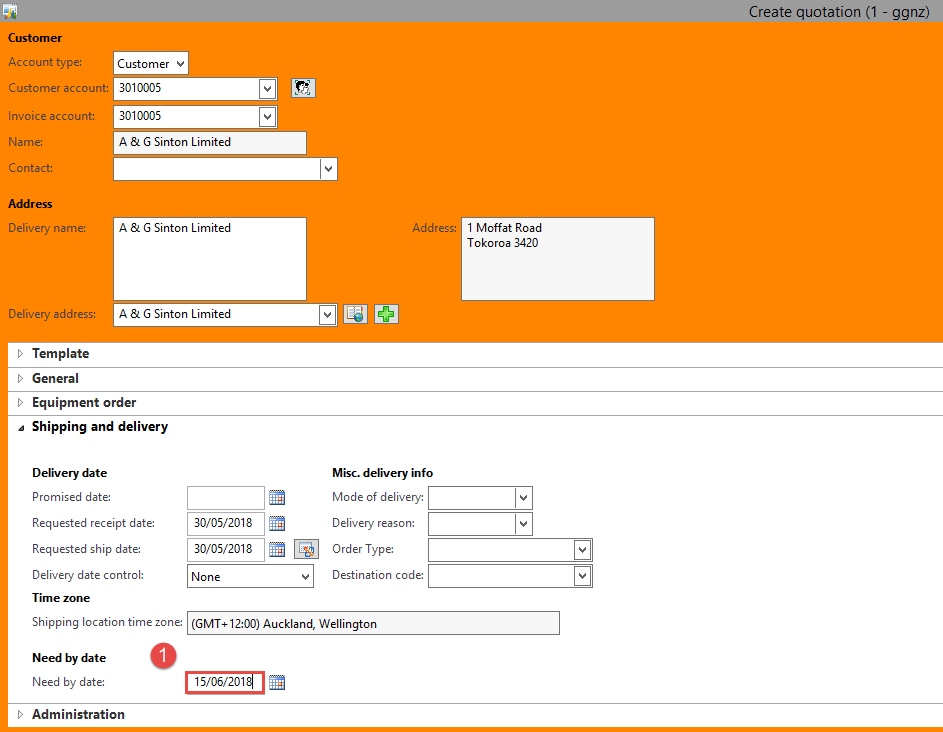 Create quotation (1 - ggnz)
Customer
Account type: Customer
Customer account: 3010005
Invoice account: 3010005
Name: A & G Sinton Limited
Contact:
Address
Delivery name: A & G Sinton Limited Address: 1 Moffat Road
Tokoroa 3420
Delivery address: A & G Sinton Limited
Template
General
Equipment order
Shipping and delivery
Delivery date Misc. delivery info
Promised date: Mode of delivery:
Requested receipt date: 30/05/2018 Delivery reason:
Requested ship date: 30/05/2018 Order Type:
Delivery date control: None Destination code:
Time zone
Shipping location time zone: (GMT+12:00) Auckland, Wellington
Need by date 1
Need by date: 15/06/2018
Administration